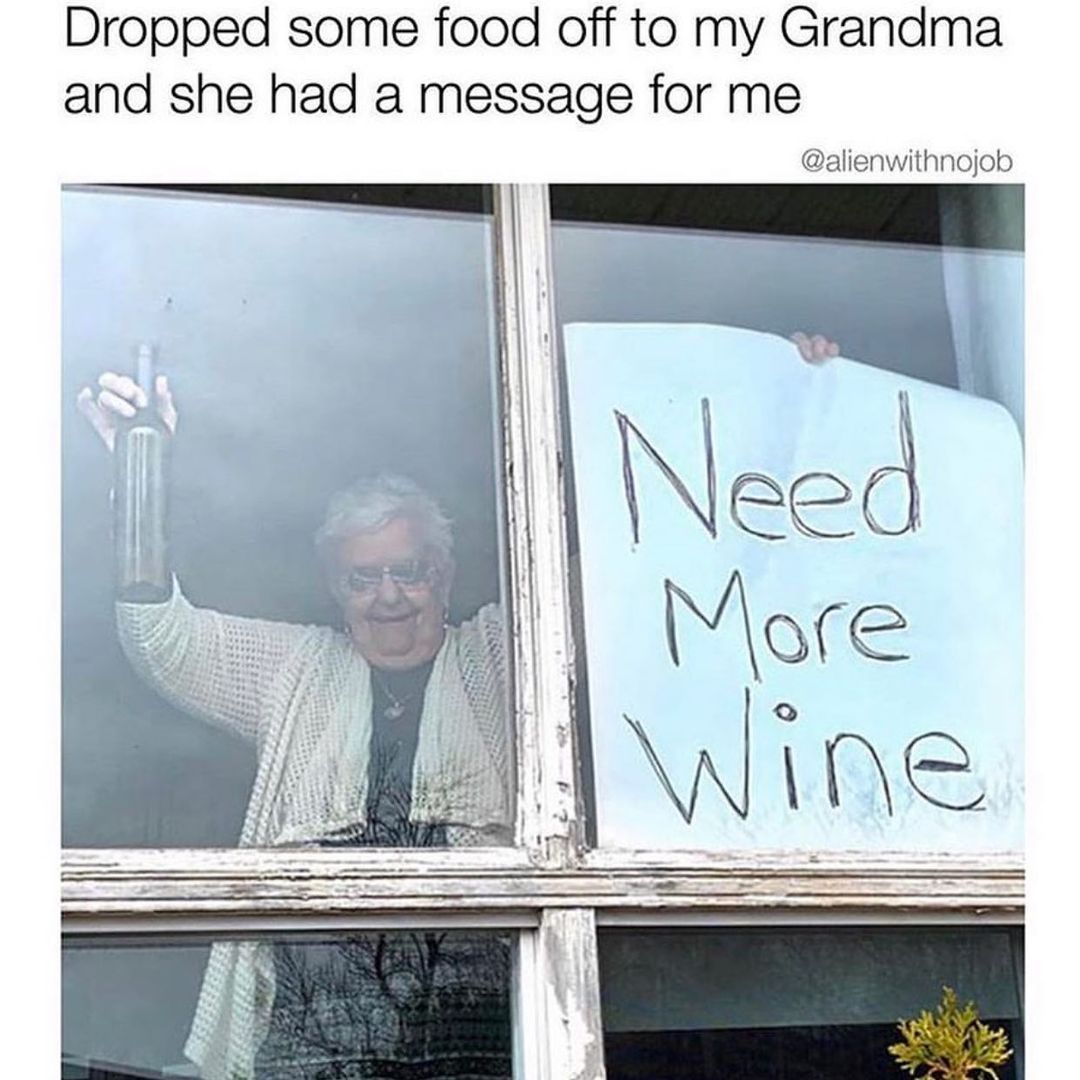 Dropped some food off to my Grandma
and she had a message for me
@alienwithnojob
Need
More
Wine